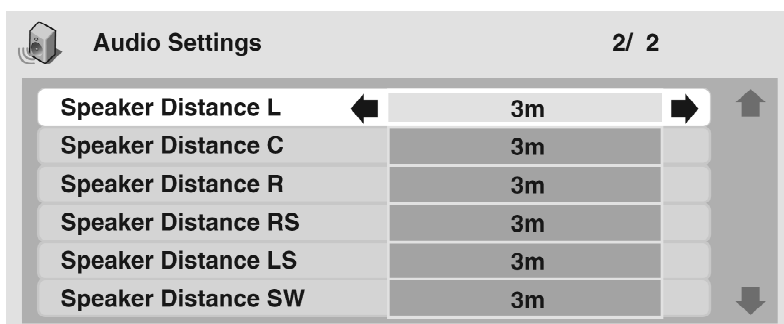 Audio Settings 2/ 2
Speaker Distance L 3m
Speaker Distance C 3m
Speaker Distance R 3m
Speaker Distance RS 3m
Speaker Distance LS 3m
Speaker Distance SW 3m